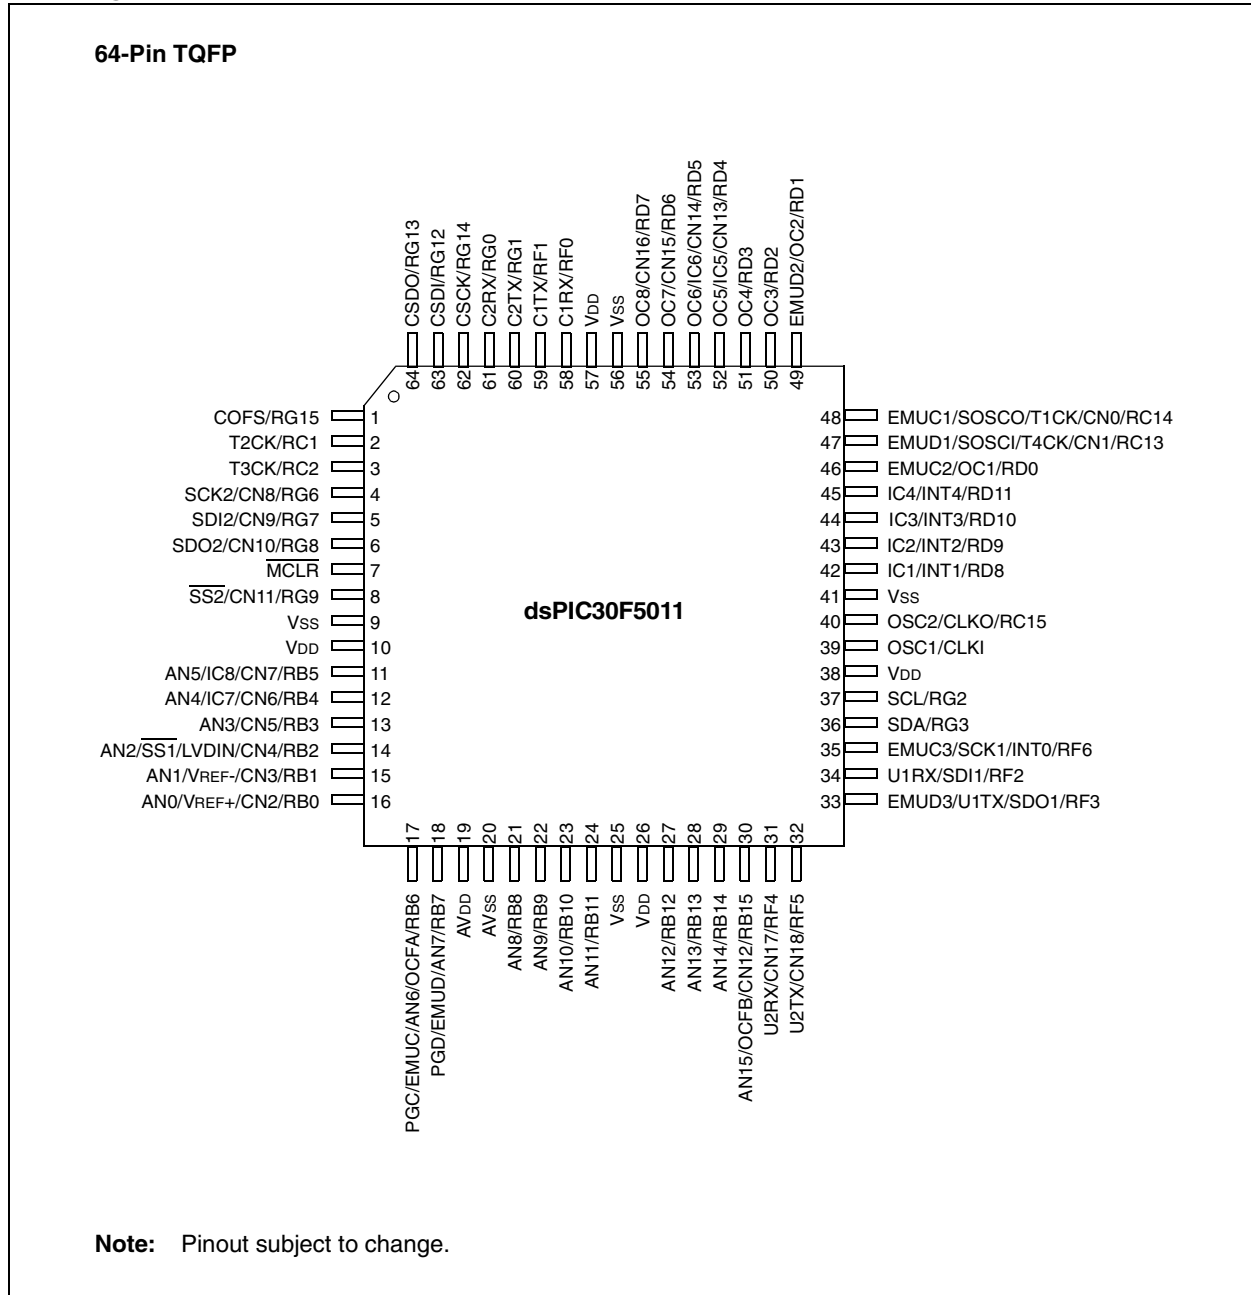 64-Pin TQFP
CSDO/RG13
CSDI/RG12
CSCK/RG14
C2RX/RG0
C2TX/RG1
C1TX/RF1
C1RX/RF0
VDD
VSS
OC8/CN16/RD7
OC7/CN15/RD6
OC6/IC6/CN14/RD5
OC5/IC5/CN13/RD4
OC4/RD3
OC3/RD2
EMUD2/OC2/RD1
64 63 62 61 60 59 58 57 56 55 54 53 52 51 50 49
COFS/RG15 1
T2CK/RC1 2
T3CK/RC2 3
SCK2/CN8/RG6 4
SDI2/CN9/RG7 5
SDO2/CN10/RG8 6
MCLR 7
SS2/CN11/RG9 8
VSS 9
VDD 10
AN5/IC8/CN7/RB5 11
AN4/IC7/CN6/RB4 12
AN3/CN5/RB3 13
AN2/SS1/LVDIN/CN4/RB2 14
AN1/VREF-/CN3/RB1 15
AN0/VREF+/CN2/RB0 16
dsPIC30F5011
48 EMUC1/SOSCO/T1CK/CN0/RC14
47 EMUD1/SOSCI/T4CK/CN1/RC13
46 EMUC2/OC1/RD0
45 IC4/INT4/RD11
44 IC3/INT3/RD10
43 IC2/INT2/RD9
42 IC1/INT1/RD8
41 VSS
40 OSC2/CLKO/RC15
39 OSC1/CLKI
38 VDD
37 SCL/RG2
36 SDA/RG3
35 EMUC3/SCK1/INT0/RF6
34 U1RX/SDI1/RF2
33 EMUD3/U1TX/SDO1/RF3
17 18 19 20 21 22 23 24 25 26 27 28 29 30 31 32
PGC/EMUC/AN6/OCFA/RB6
PGD/EMUD/AN7/RB7
AVDD
AVSS
AN8/RB8
AN9/RB9
AN10/RB10
AN11/RB11
VSS
VDD
AN12/RB12
AN13/RB13
AN14/RB14
AN15/OCFB/CN12/RB15
U2RX/CN17/RF4
U2TX/CN18/RF5
Note: Pinout subject to change.